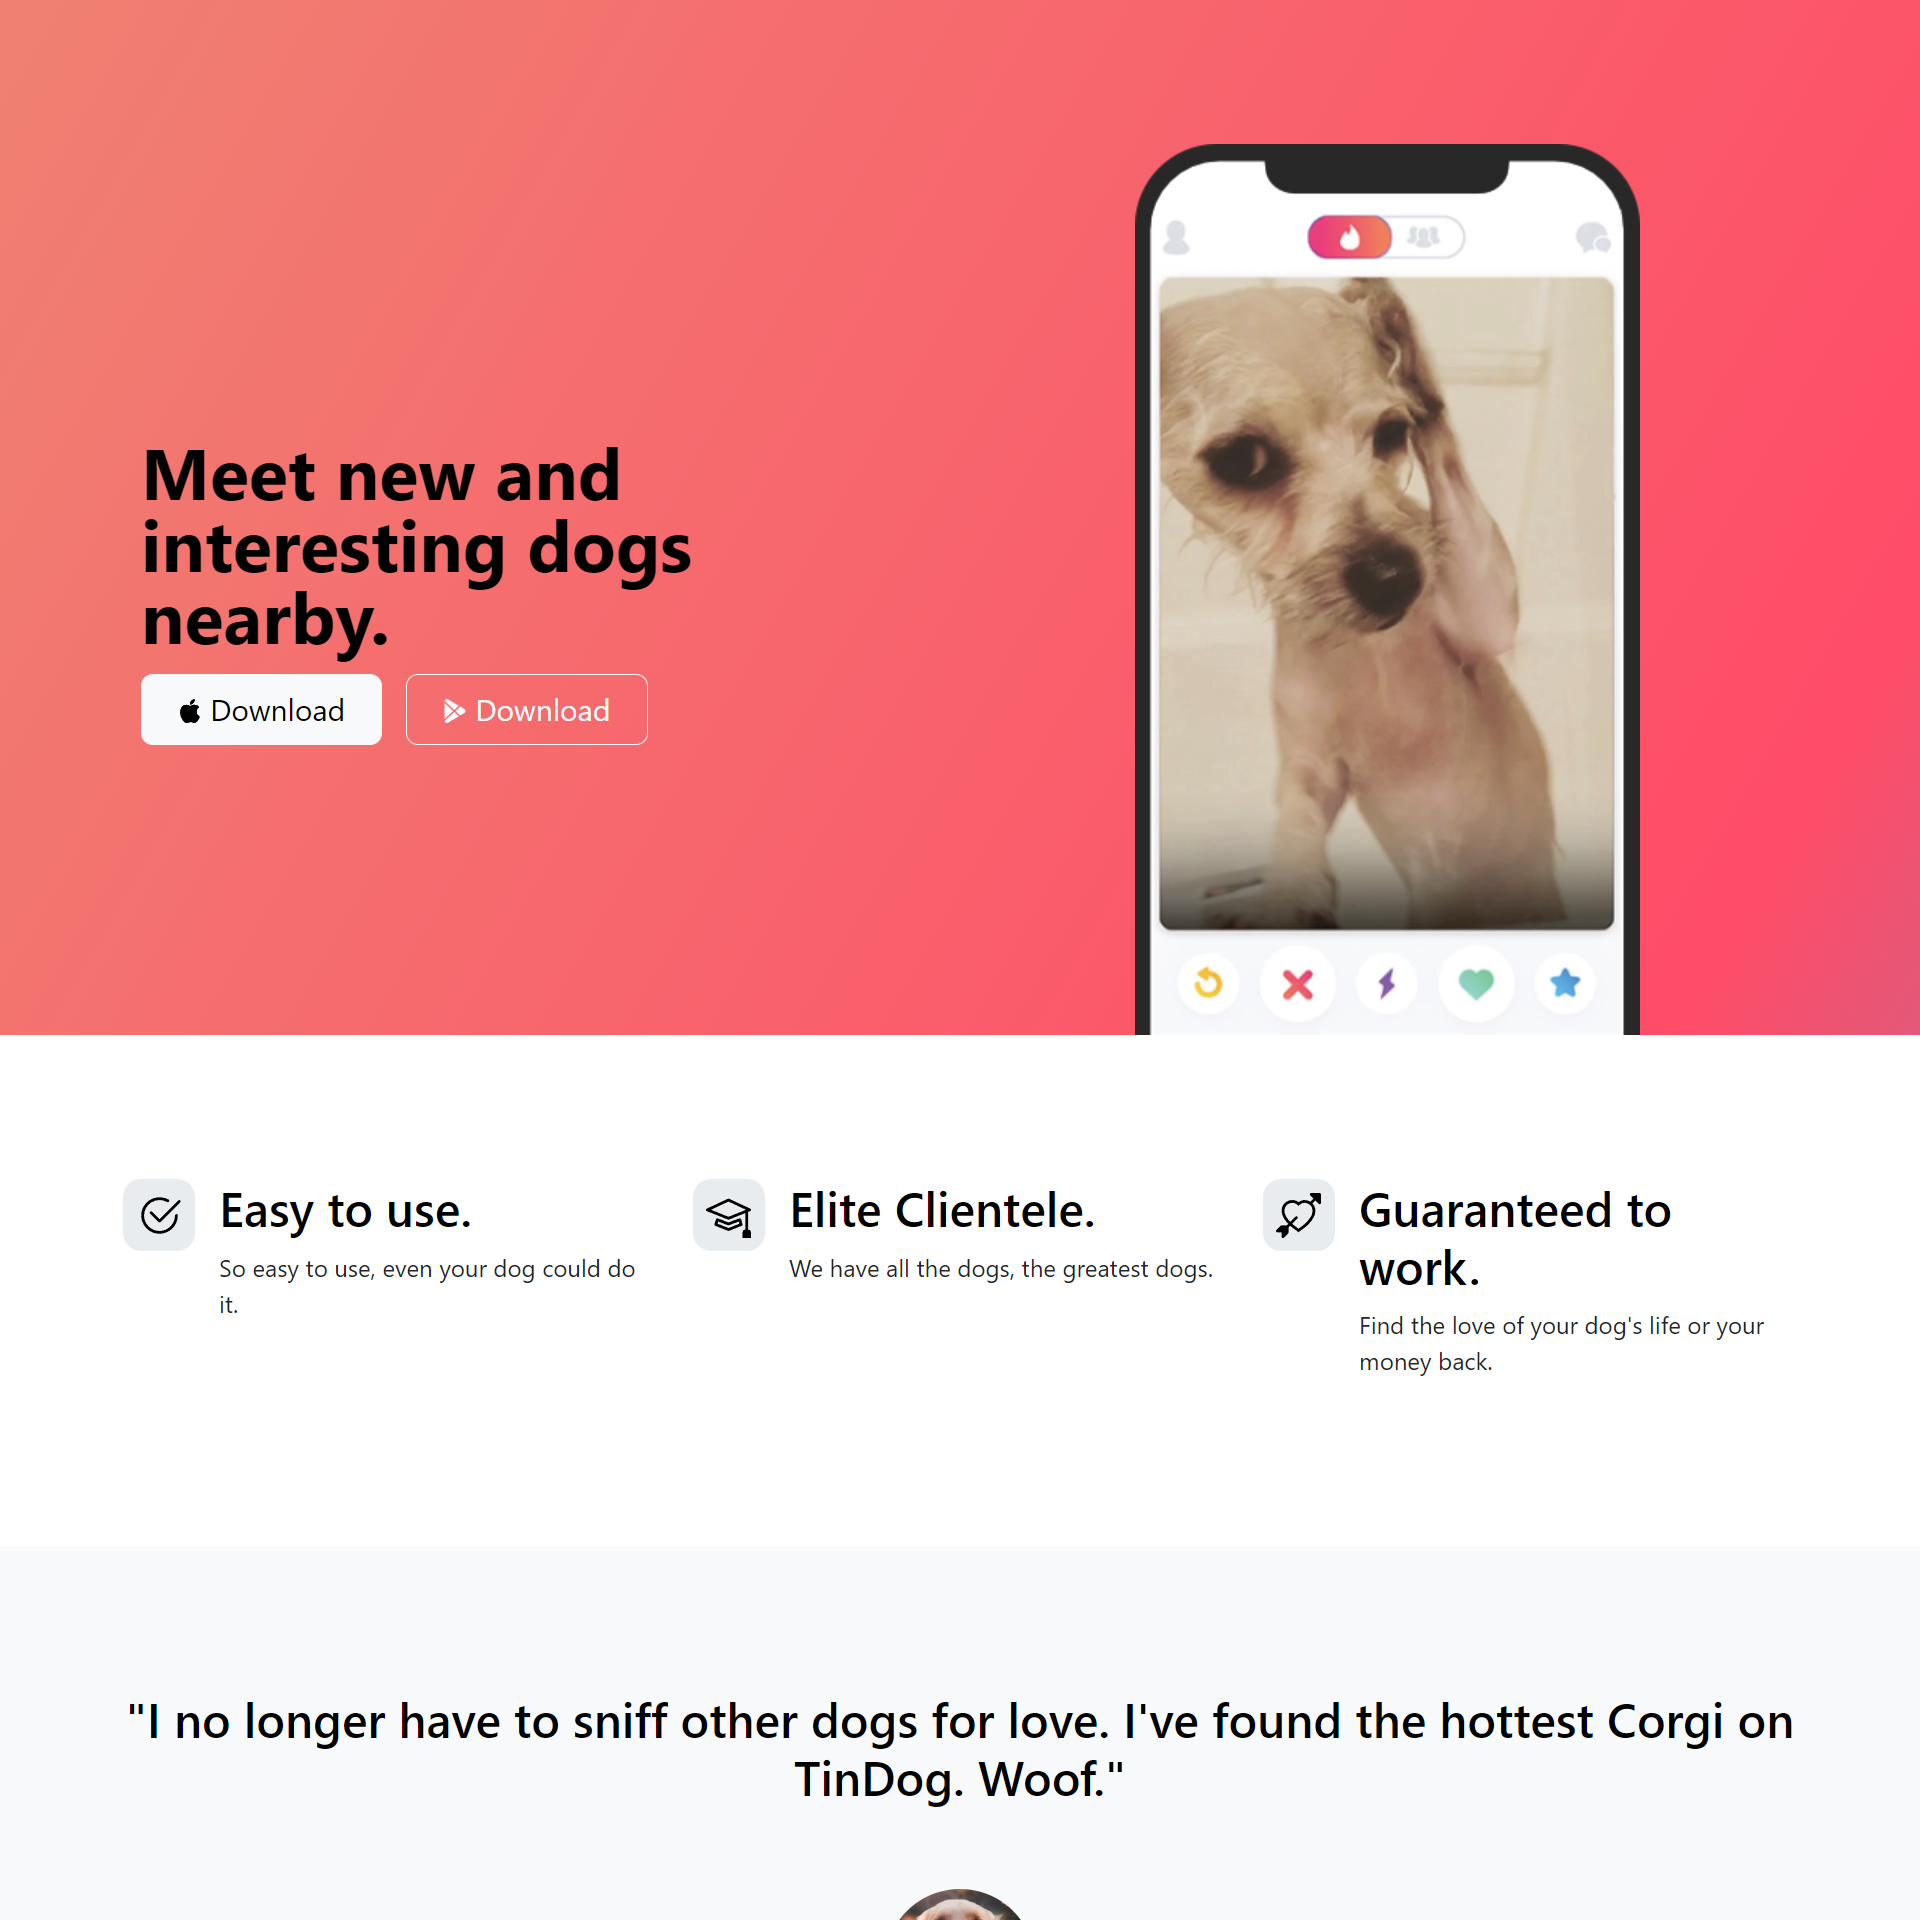 Meet new and
interesting dogs
nearby.
Download
Download
Easy to use.
So easy to use, even your dog could do
it.
Elite Clientele.
We have all the dogs, the greatest dogs.
Guaranteed to
work.
Find the love of your dog's life or your
money back.
"I no longer have to sniff other dogs for love. I've found the hottest Corgi on
TinDog. Woof."